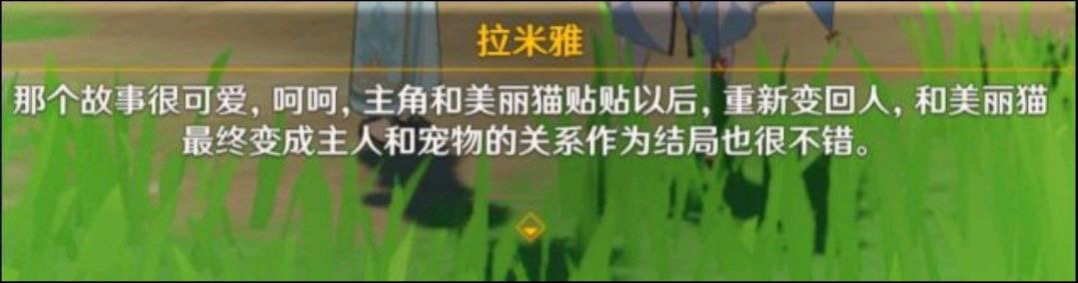 拉米雅
那个故事很可爱，呵呵，主角和美丽猫贴贴以后，重新变回人，和美丽猫
最终变成主人和宠物的关系作为结局也很不错。